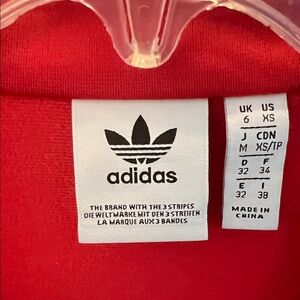 adidas
THE BRAND WITH THE 3 STRIPES
DIE WELTMARKE MIT DEN 3 STREIFEN
LA MARQUE AUX 3 BANDES
UK US
6 XS
J CDN
M XS/TP
D F
32 34
E I
32 38
MADE IN
CHINA